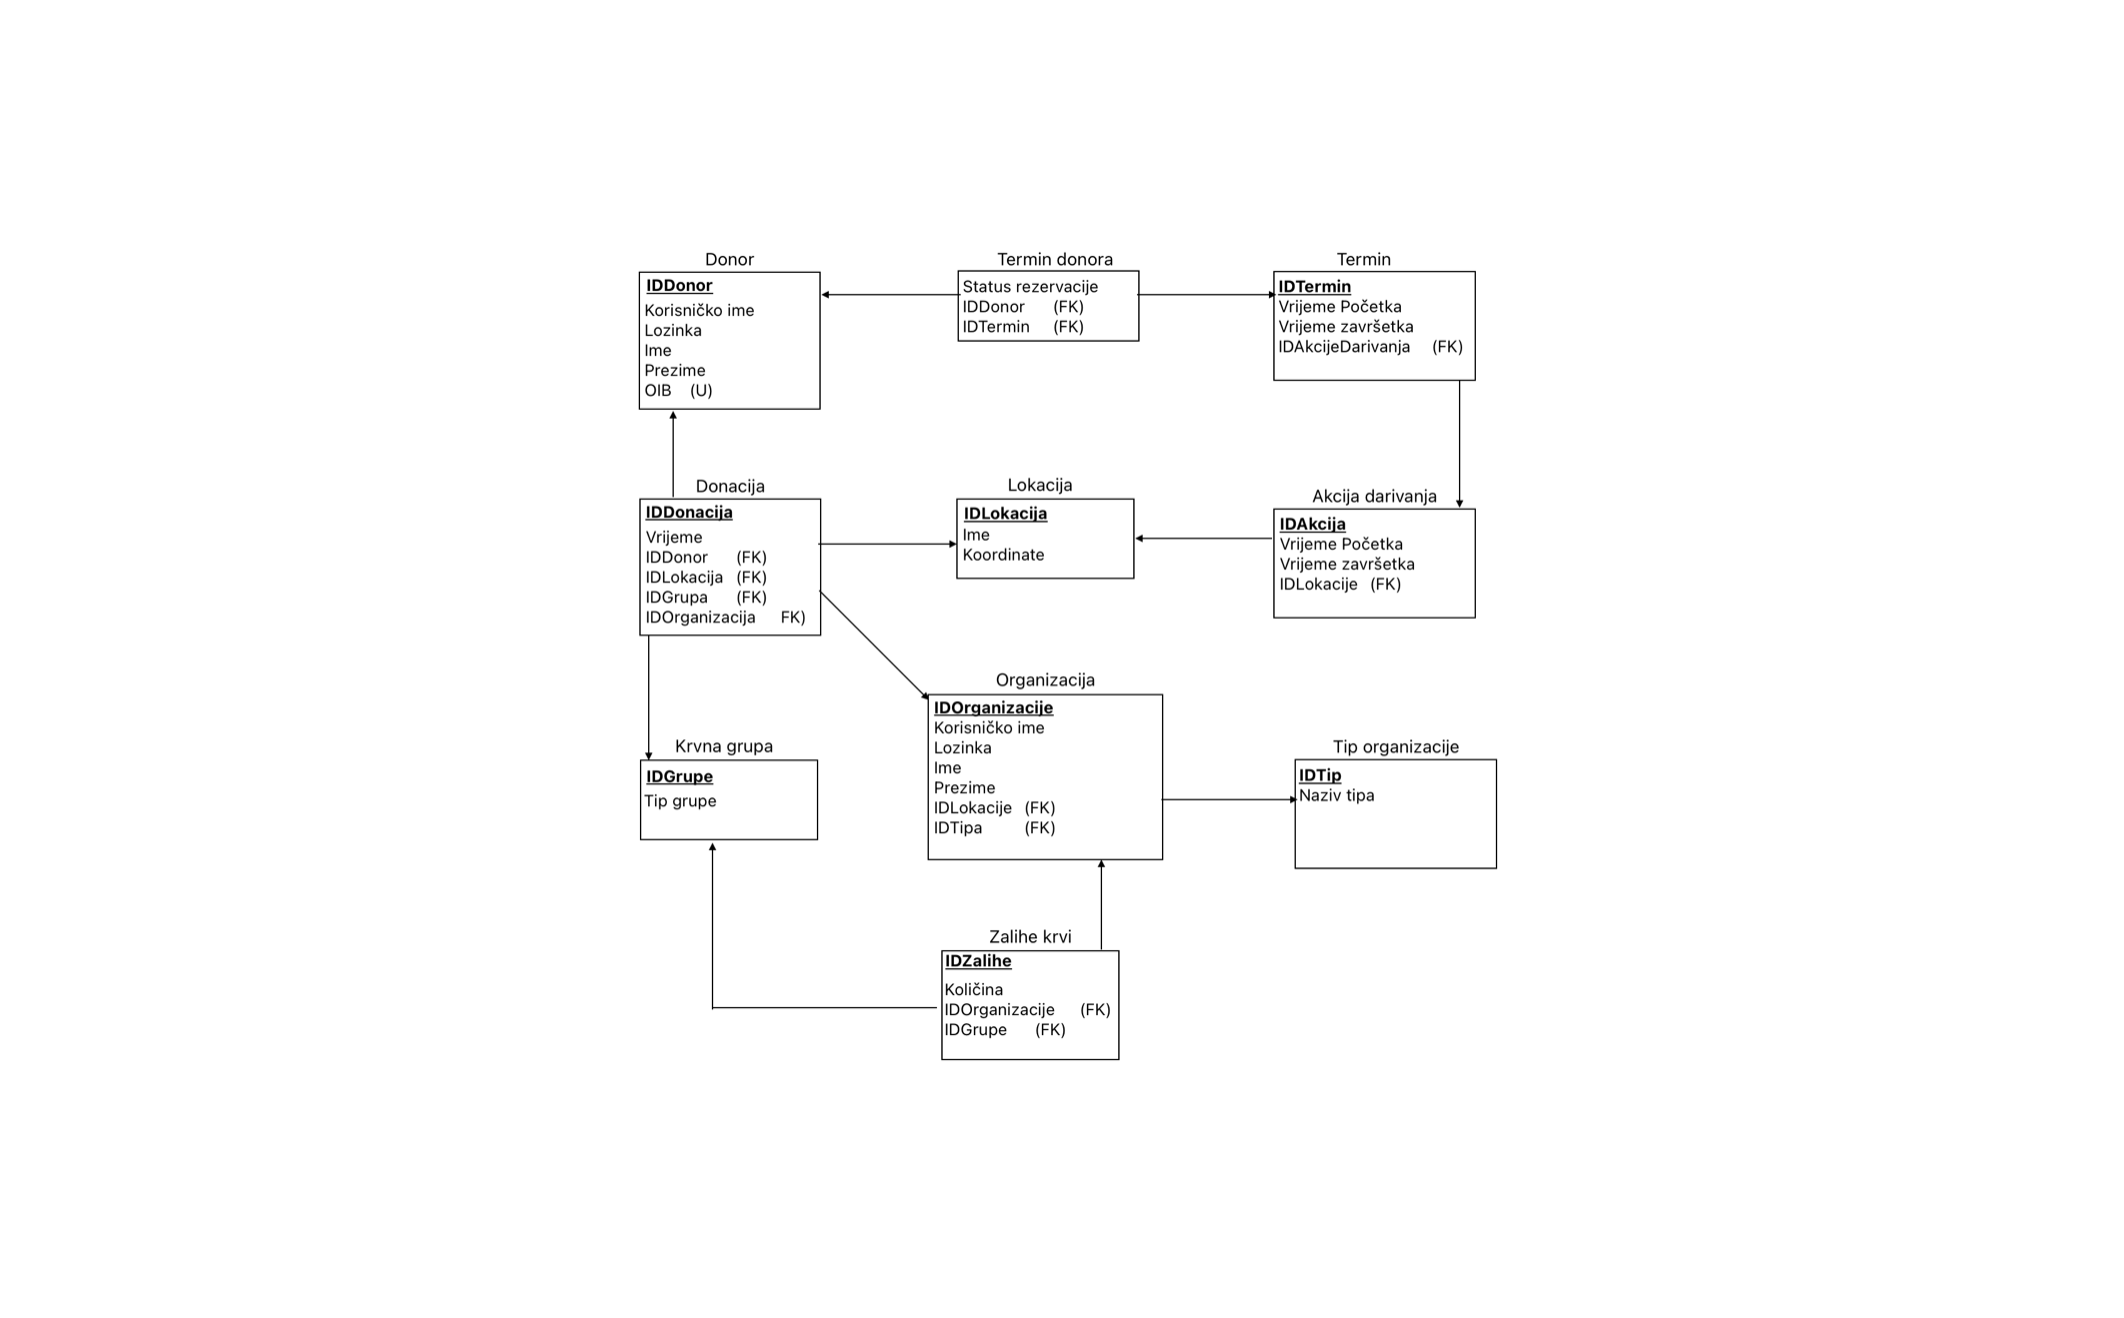 Donor
IDDonor
Korisničko ime
Lozinka
Ime
Prezime
OIB (U)
Termin donora
Status rezervacije
IDDonor (FK)
IDTermin (FK)
Termin
IDTermin
Vrijeme Početka
Vrijeme završetka
IDAkcijeDarivanja (FK)
Donacija
IDDonacija
Vrijeme
IDDonor (FK)
IDLokacija (FK)
IDGrupa (FK)
IDOrganizacija FK)
Lokacija
IDLokacija
Ime
Koordinate
Akcija darivanja
IDAkcija
Vrijeme Početka
Vrijeme završetka
IDLokacije (FK)
Organizacija
IDOrganizacije
Korisničko ime
Lozinka
Ime
Prezime
IDLokacije (FK)
IDTipa (FK)
Krvna grupa
IDGrupe
Tip grupe
Tip organizacije
IDTip
Naziv tipa
Zalihe krvi
IDZalihe
Količina
IDOrganizacije (FK)
IDGrupe (FK)